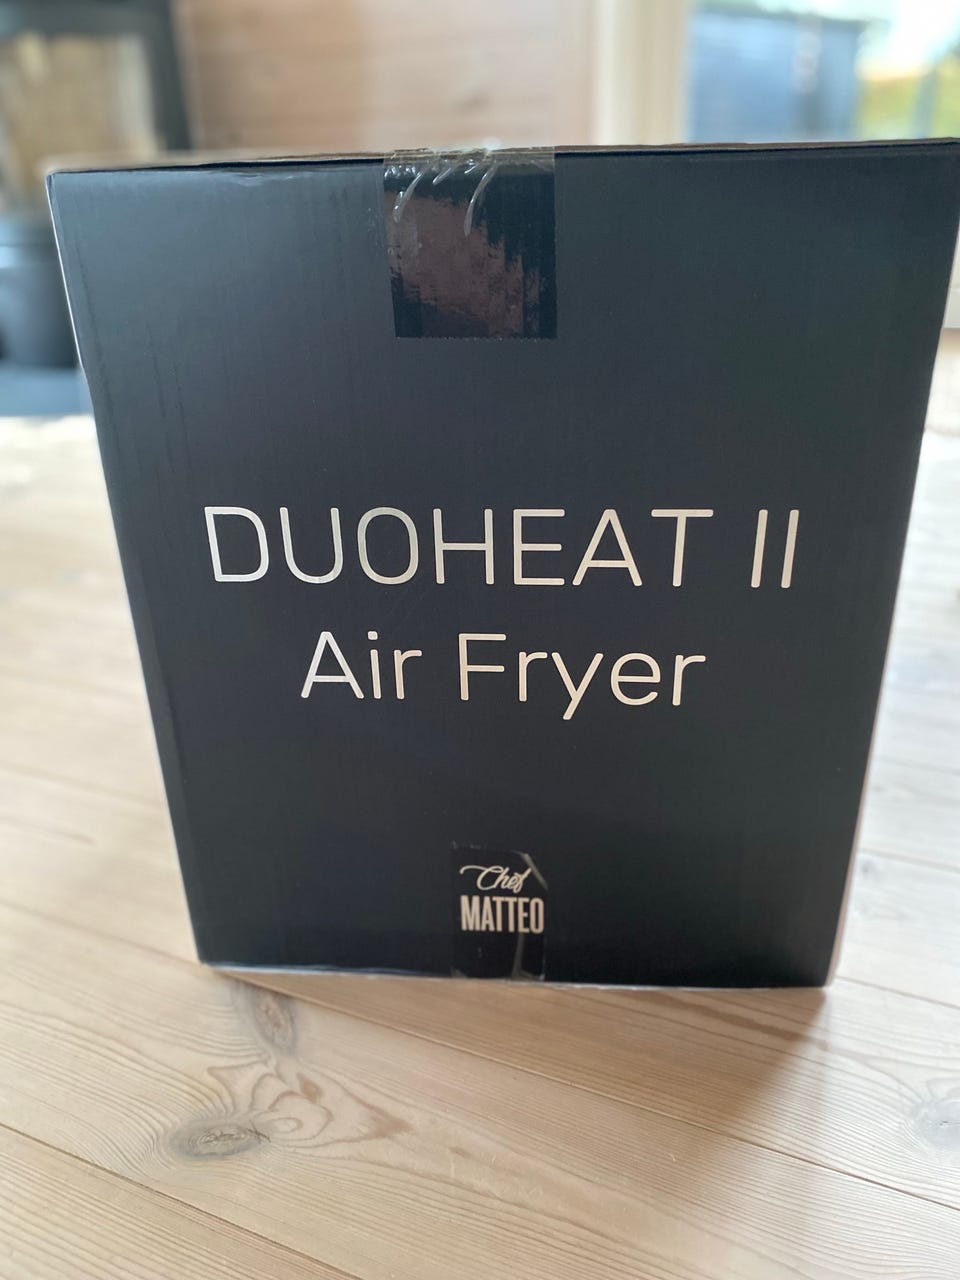 DUOHEAT II
Air Fryer
Chef
MATTEO